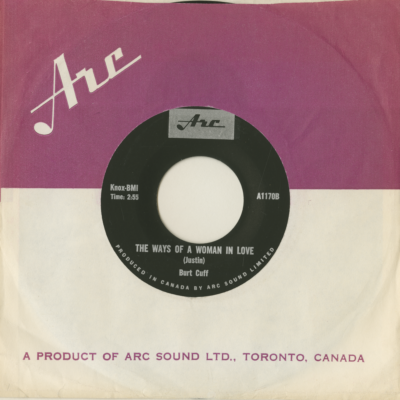 Arc
Arc
Knox-BMI
Time: 2:55
A1170B
THE WAYS OF A WOMAN IN LOVE
(Justis)
Burt Cuff
PRODUCED IN CANADA BY ARC SOUND LIMITED
A PRODUCT OF ARC SOUND LTD., TORONTO, CANADA